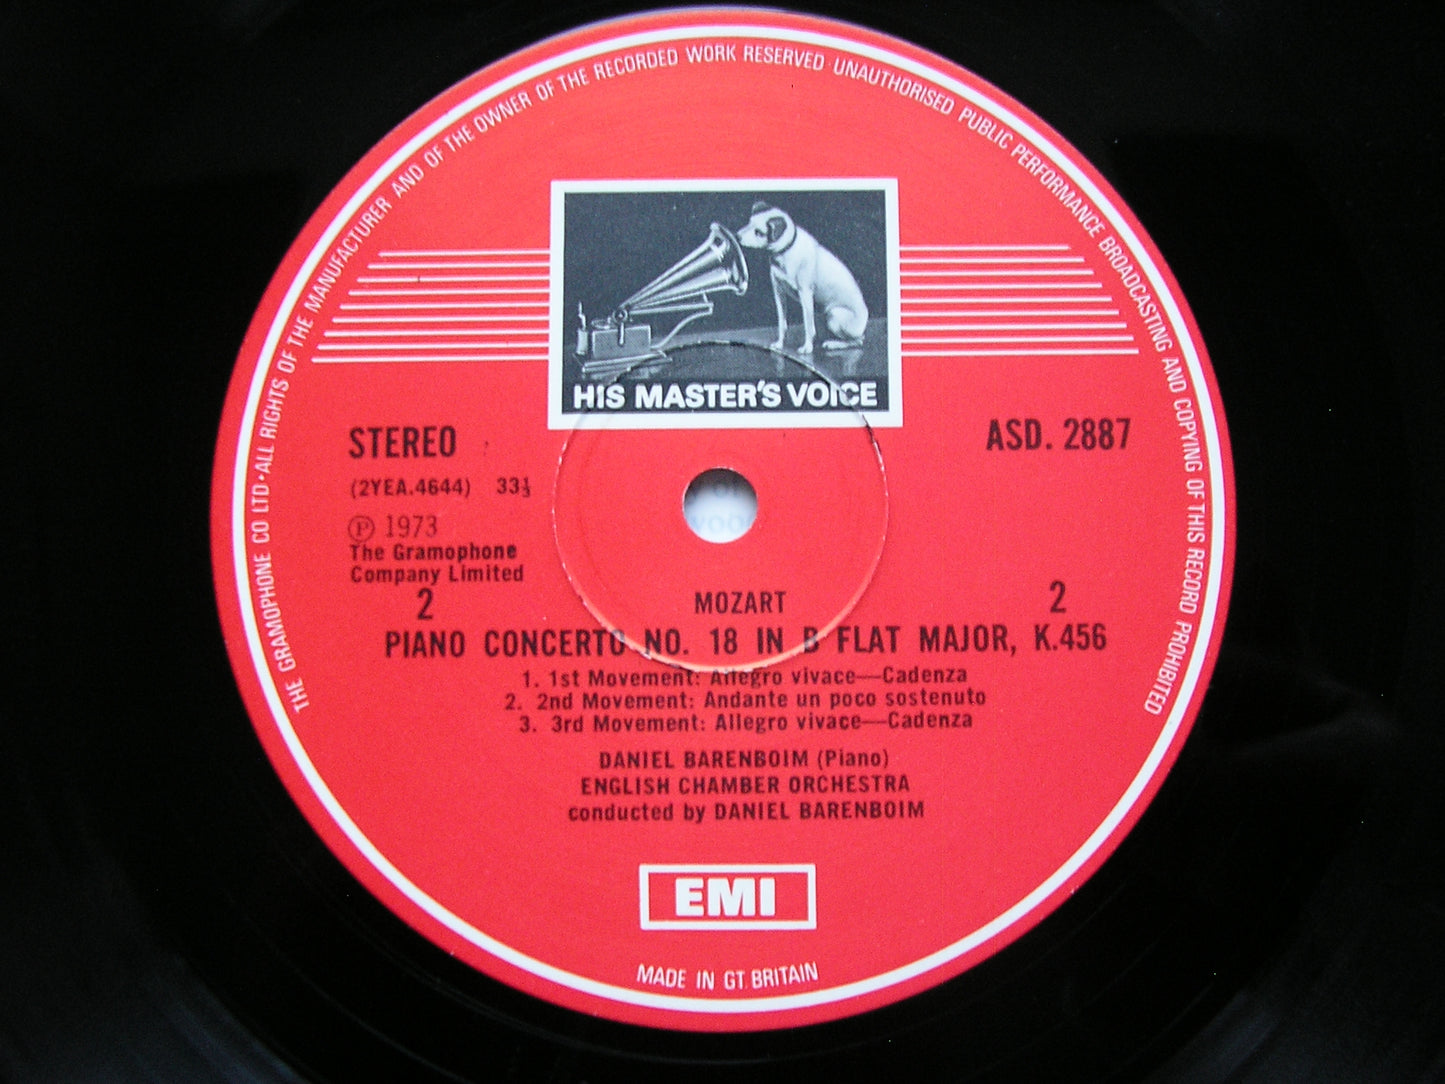 THE GRAMOPHONE CO LTD · ALL RIGHTS OF THE MANUFACTURER AND OF THE OWNER OF THE RECORDED WORK RESERVED · UNAUTHORISED PUBLIC PERFORMANCE BROADCASTING AND COPYING OF THIS RECORD PROHIBITED
HIS MASTER'S VOICE
STEREO
ASD. 2887
(2YEA.4644) 33⅓
℗ 1973
The Gramophone
Company Limited
2
2
MOZART
PIANO CONCERTO NO. 18 IN B FLAT MAJOR, K.456
1. 1st Movement: Allegro vivace—Cadenza
2. 2nd Movement: Andante un poco sostenuto
3. 3rd Movement: Allegro vivace—Cadenza
DANIEL BARENBOIM (Piano)
ENGLISH CHAMBER ORCHESTRA
conducted by DANIEL BARENBOIM
EMI
MADE IN GT. BRITAIN